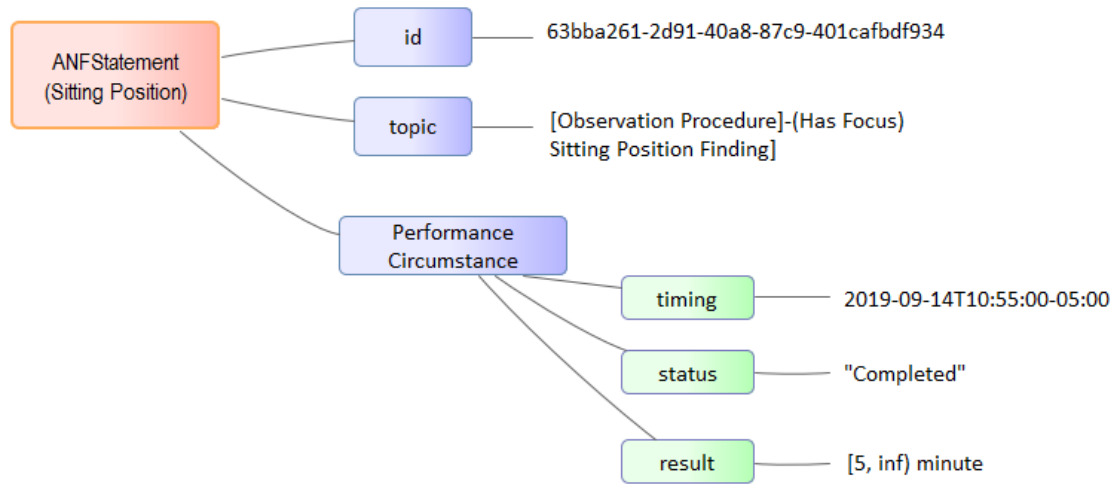 ANFStatement
(Sitting Position)
id
63bba261-2d91-40a8-87c9-401cafbdf934
topic
[Observation Procedure]-(Has Focus)
Sitting Position Finding]
Performance
Circumstance
timing
2019-09-14T10:55:00-05:00
status
"Completed"
result
[5, inf) minute